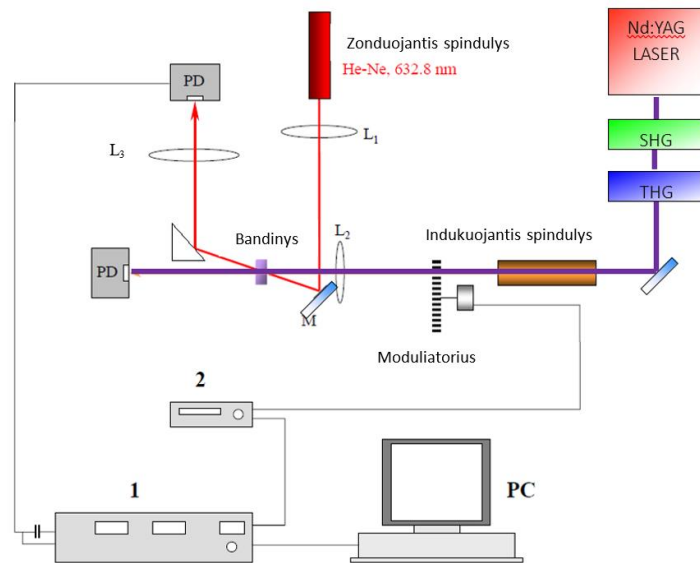 Nd:YAG
LASER
Zonduojantis spindulys
He-Ne, 632.8 nm
PD
L1
SHG
L3
THG
L2
Bandinys
Indukuojantis spindulys
PD
M
Moduliatorius
2
1
PC